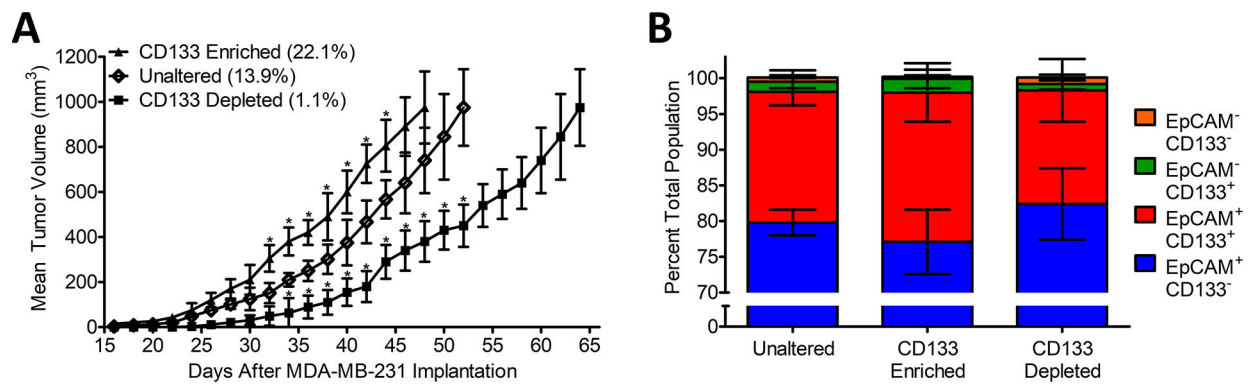 A
CD133 Enriched (22.1%)
Unaltered (13.9%)
CD133 Depleted (1.1%)
Mean Tumor Volume (mm³)
1200
1000
800
600
400
200
0
15 20 25 30 35 40 45 50 55 60 65
Days After MDA-MB-231 Implantation
* * * * * * *
* * * * * * * * * *
B
Percent Total Population
100
95
90
85
80
75
70
0
Unaltered
CD133
Enriched
CD133
Depleted
EpCAM⁻
CD133⁻
EpCAM⁻
CD133⁺
EpCAM⁺
CD133⁺
EpCAM⁺
CD133⁻